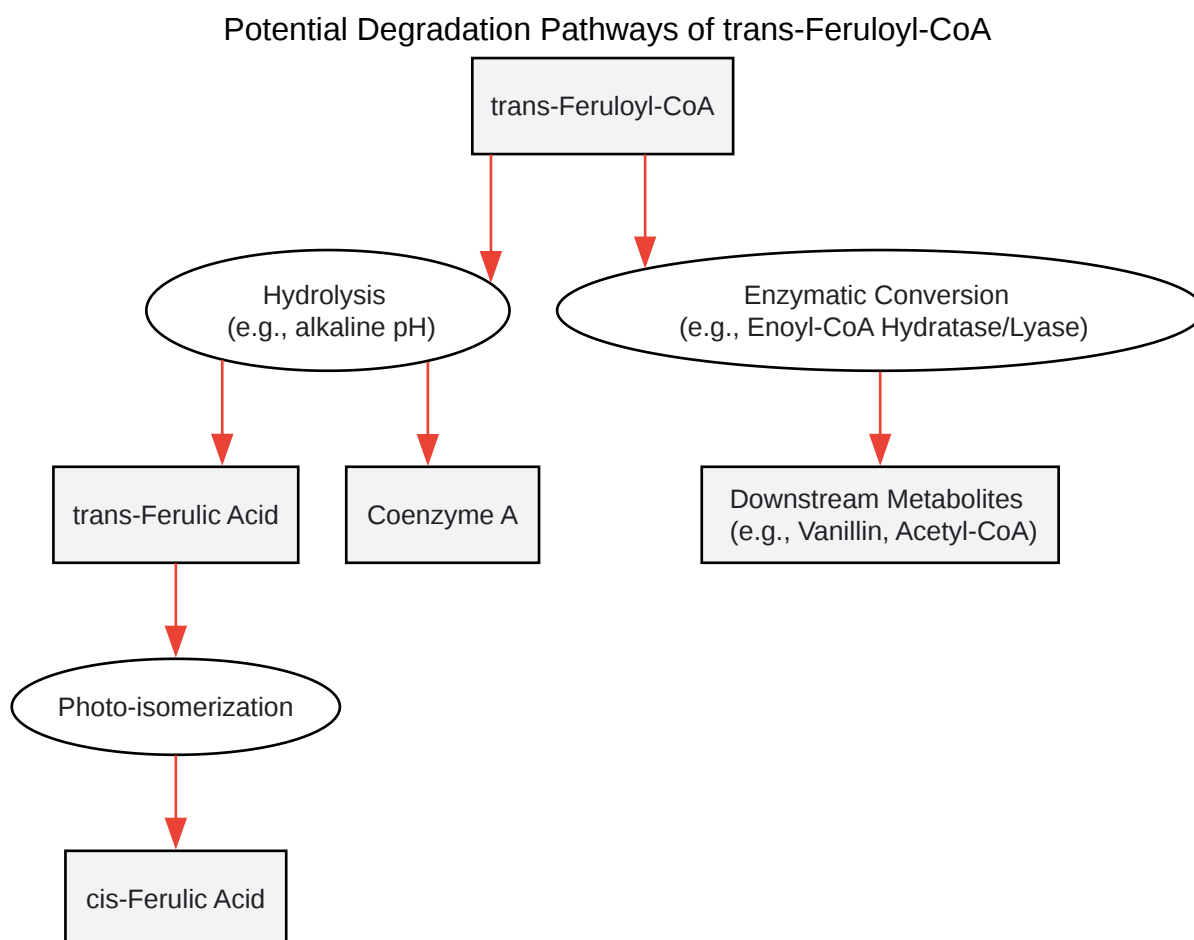 Potential Degradation Pathways of trans-Feruloyl-CoA
trans-Feruloyl-CoA
Hydrolysis
(e.g., alkaline pH)
Enzymatic Conversion
(e.g., Enoyl-CoA Hydratase/Lyase)
trans-Ferulic Acid
Coenzyme A
Downstream Metabolites
(e.g., Vanillin, Acetyl-CoA)
Photo-isomerization
cis-Ferulic Acid